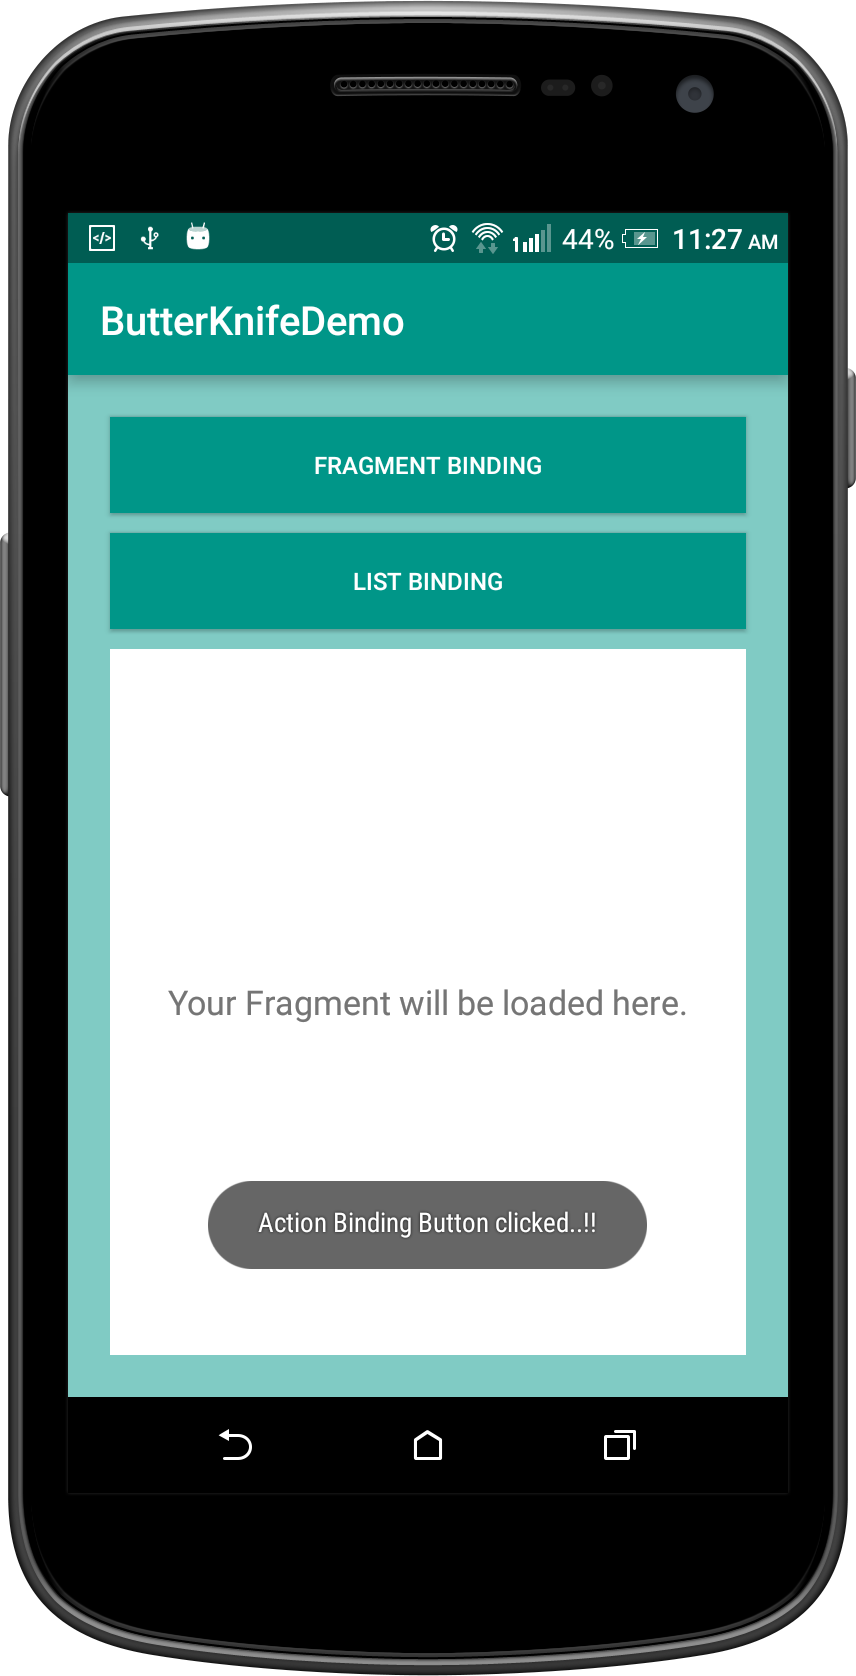 44% 11:27 AM
ButterKnifeDemo
FRAGMENT BINDING
LIST BINDING
Your Fragment will be loaded here.
Action Binding Button clicked..!!